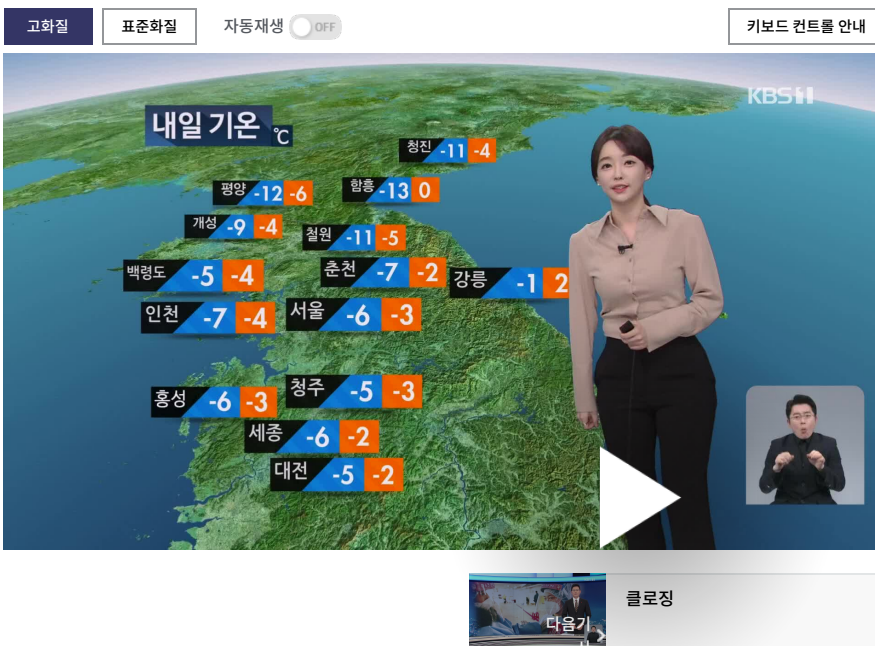 고화질
표준화질
자동재생
OFF
키보드 컨트롤 안내
KBS 1
내일 기온 ℃
청진 -11 -4
평양 -12 -6
함흥 -13 0
개성 -9 -4
철원 -11 -5
백령도 -5 -4
춘천 -7 -2
강릉 -1 2
인천 -7 -4
서울 -6 -3
홍성 -6 -3
청주 -5 -3
세종 -6 -2
대전 -5 -2
클로징
다음기